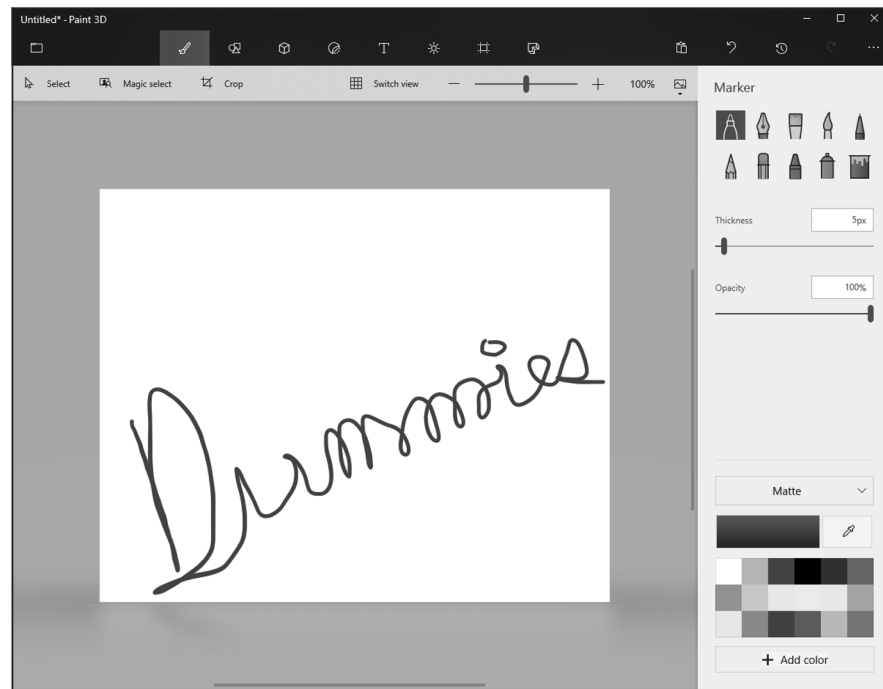 Untitled* - Paint 3D
Select Magic select Crop Switch view 100%
Marker
Thickness 5px
Opacity 100%
Dummies
Matte
Add color